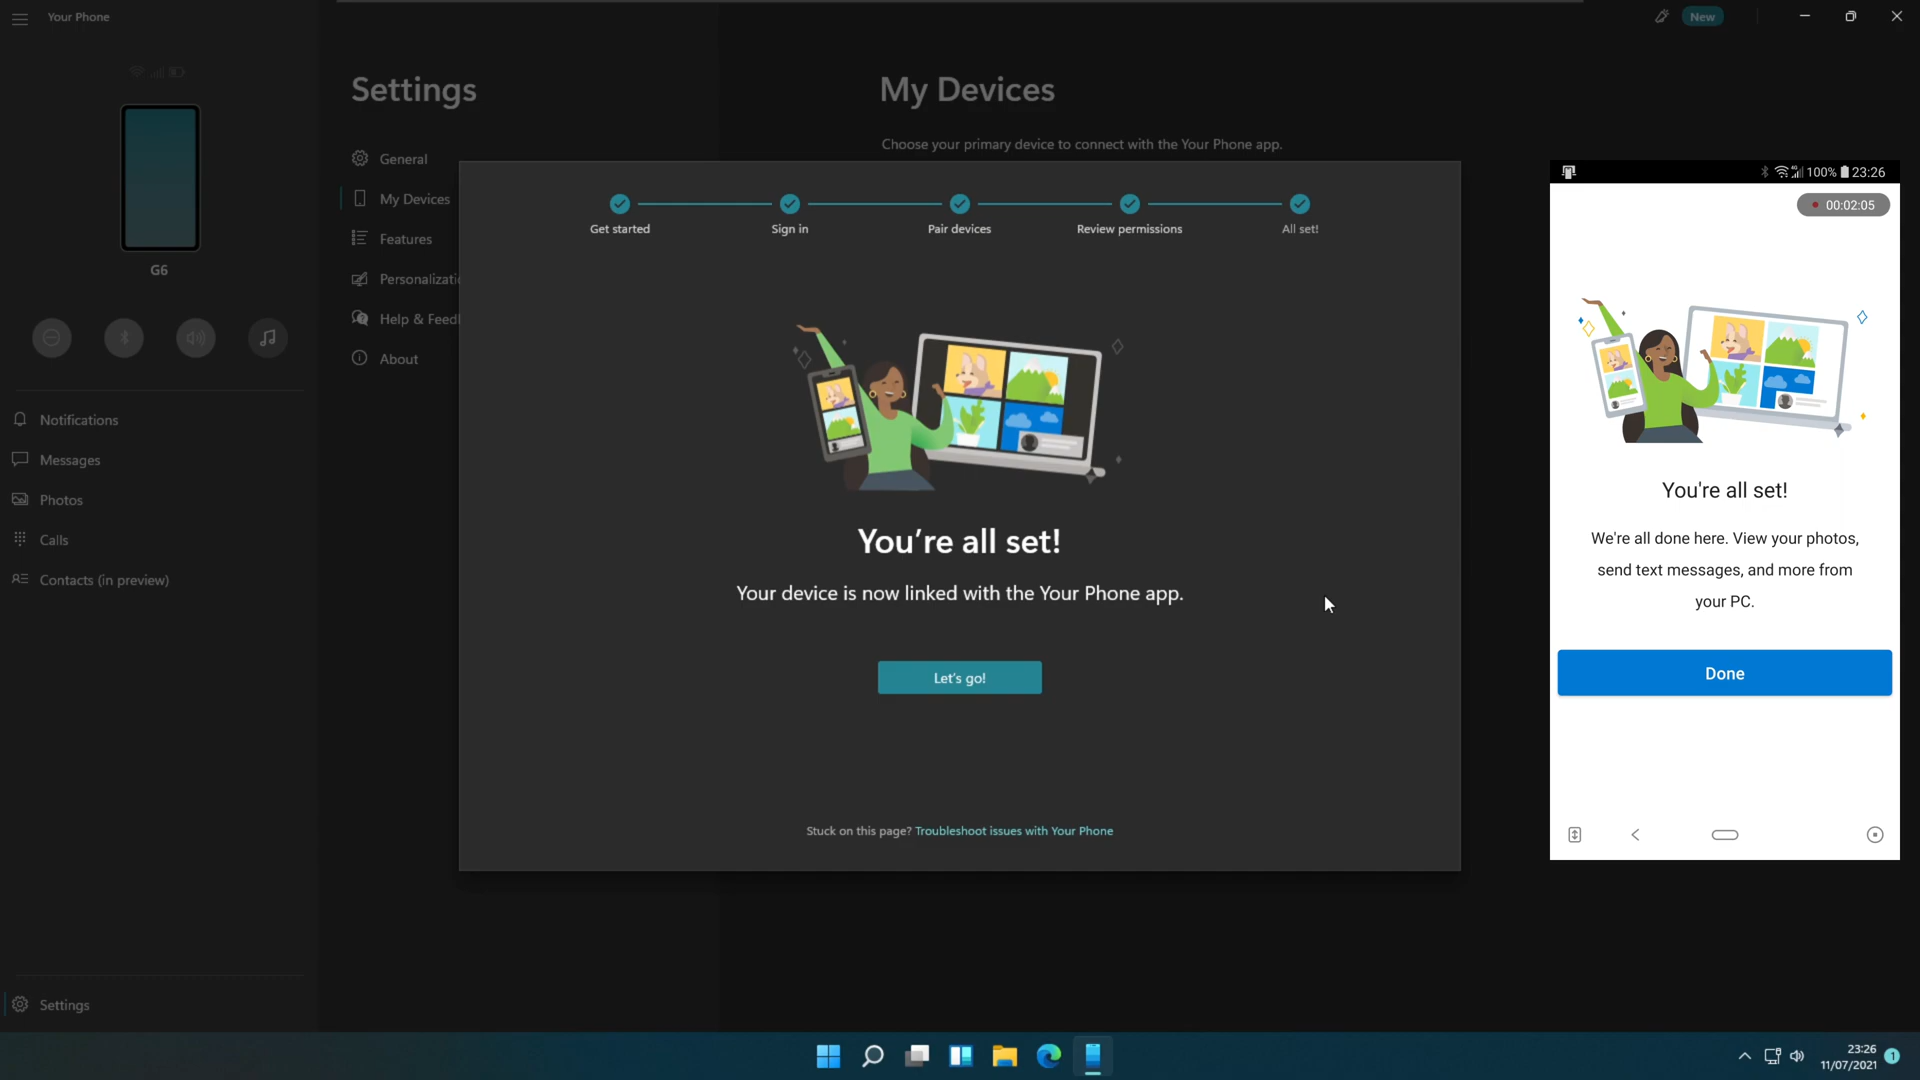 Your Phone
New
G6
Notifications
Messages
Photos
Calls
Contacts (in preview)
Settings
Settings
General
My Devices
Features
Personalizatio
Help & Feedb
About
My Devices
Choose your primary device to connect with the Your Phone app.
Get started
Sign in
Pair devices
Review permissions
All set!
You're all set!
Your device is now linked with the Your Phone app.
Let's go!
Stuck on this page? Troubleshoot issues with Your Phone
100% 23:26
00:02:05
You're all set!
We're all done here. View your photos,
send text messages, and more from
your PC.
Done
23:26
11/07/2021
1